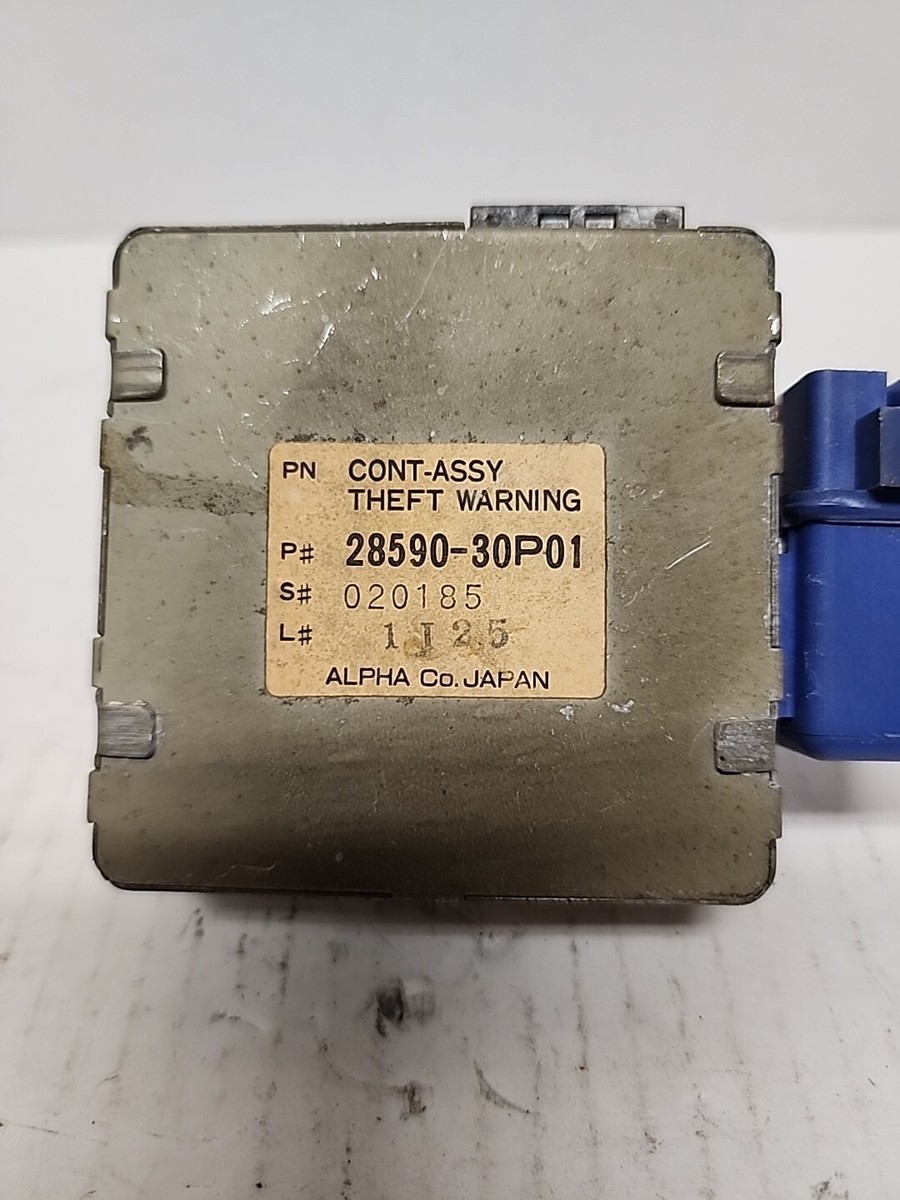 PN CONT-ASSY
THEFT WARNING
P# 28590-30P01
S# 020185
L# 1J25
ALPHA Co. JAPAN